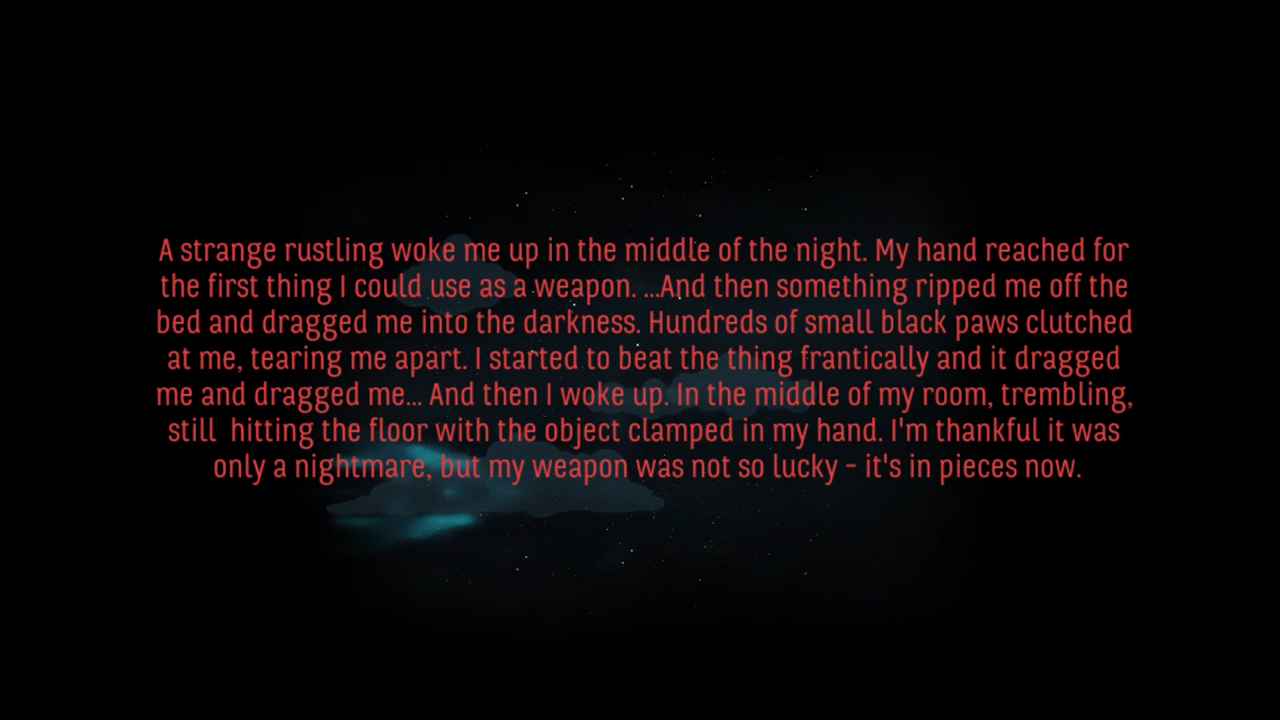 A strange rustling woke me up in the middle of the night. My hand reached for
the first thing I could use as a weapon. ...And then something ripped me off the
bed and dragged me into the darkness. Hundreds of small black paws clutched
at me, tearing me apart. I started to beat the thing frantically and it dragged
me and dragged me... And then I woke up. In the middle of my room, trembling,
still  hitting the floor with the object clamped in my hand. I'm thankful it was
only a nightmare, but my weapon was not so lucky - it's in pieces now.